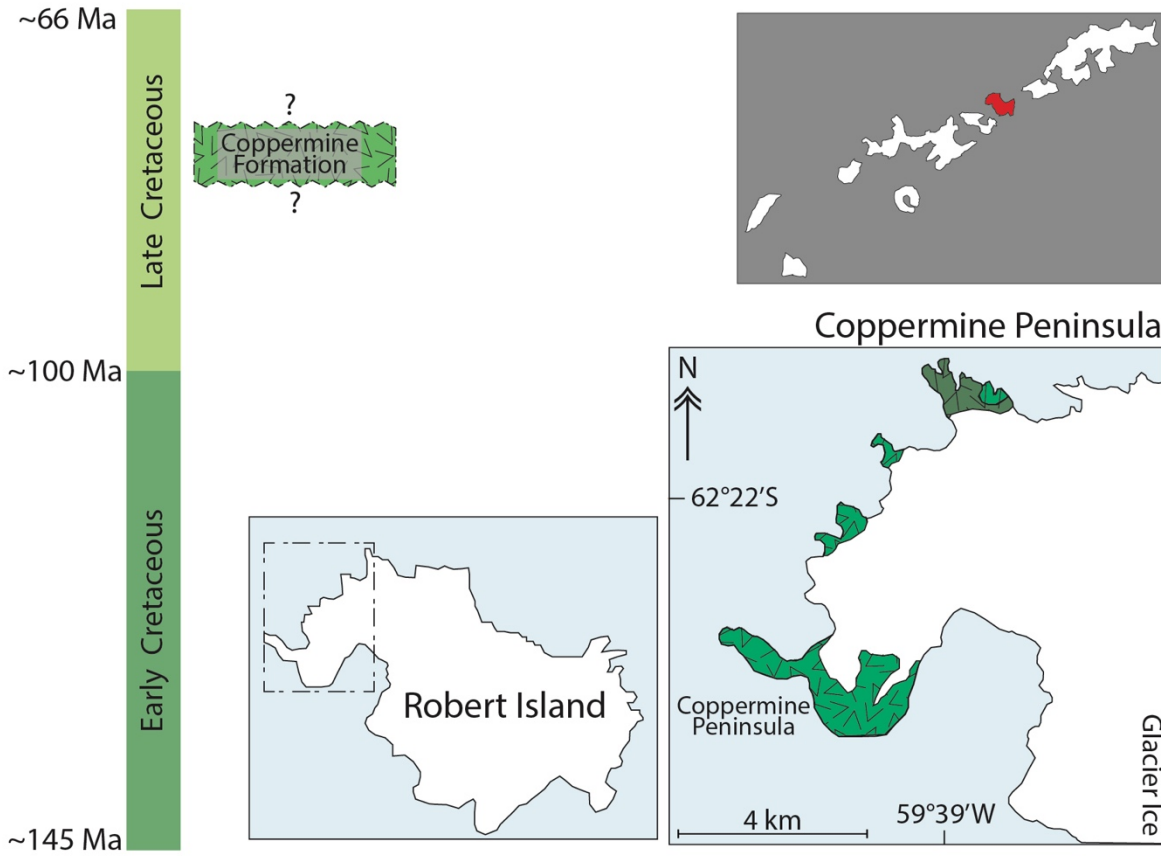 ~66 Ma
Late Cretaceous
?
Coppermine
Formation
?
~100 Ma
Early Cretaceous
~145 Ma
Robert Island
Coppermine Peninsula
N
62°22'S
Coppermine
Peninsula
4 km
59°39'W
Glacier Ice